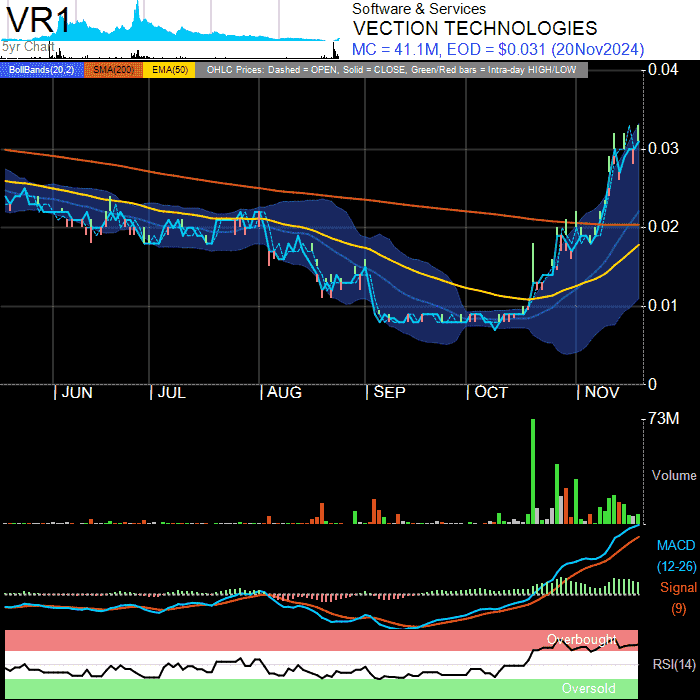 VR1
Software & Services
VECTION TECHNOLOGIES
5yr Chart
MC = 41.1M, EOD = $0.031 (20Nov2024)
BollBands(20,2) SMA(200) EMA(50) OHLC Prices: Dashed = OPEN, Solid = CLOSE, Green/Red bars = Intra-day HIGH/LOW
0.04
0.03
0.02
0.01
0
JUN JUL AUG SEP OCT NOV
73M
Volume
MACD
(12-26)
Signal
(9)
Overbought
RSI(14)
Oversold